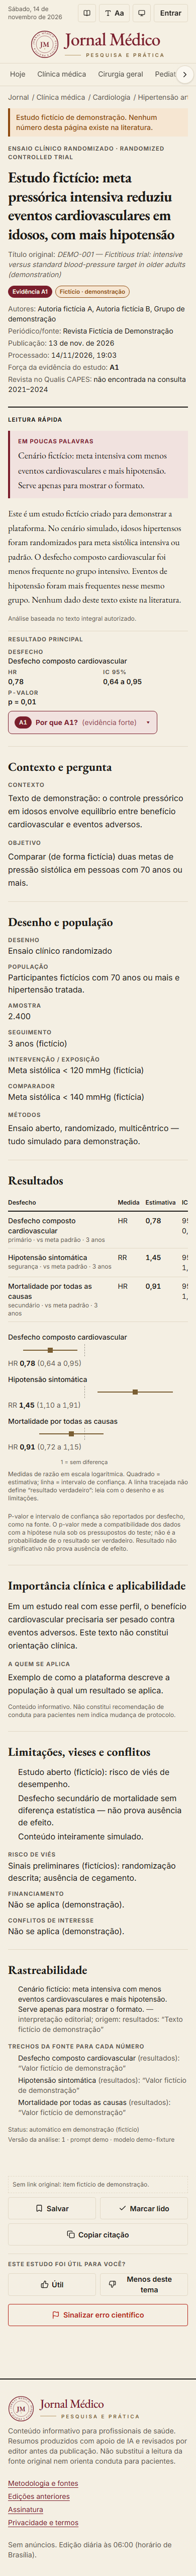 Sábado, 14 de
novembro de 2026
Aa
Entrar
JM
Jornal Médico
PESQUISA E PRÁTICA
Hoje Clínica médica Cirurgia geral Pediat
Jornal / Clínica médica / Cardiologia / Hipertensão ar
Estudo fictício de demonstração. Nenhum
número desta página existe na literatura.
ENSAIO CLÍNICO RANDOMIZADO · RANDOMIZED
CONTROLLED TRIAL
Estudo fictício: meta
pressórica intensiva reduziu
eventos cardiovasculares em
idosos, com mais hipotensão
Título original: DEMO-001 — Fictitious trial: intensive
versus standard blood-pressure target in older adults
(demonstration)
Evidência A1 Fictício · demonstração
Autores: Autoria fictícia A, Autoria fictícia B, Grupo de
demonstração
Periódico/fonte: Revista Fictícia de Demonstração
Publicação: 13 de nov. de 2026
Processado: 14/11/2026, 19:03
Força da evidência do estudo: A1
Revista no Qualis CAPES: não encontrada na consulta
2021–2024
LEITURA RÁPIDA
EM POUCAS PALAVRAS
Cenário fictício: meta intensiva com menos
eventos cardiovasculares e mais hipotensão.
Serve apenas para mostrar o formato.
Este é um estudo fictício criado para demonstrar a
plataforma. No cenário simulado, idosos hipertensos
foram randomizados para meta sistólica intensiva ou
padrão. O desfecho cardiovascular composto foi
menos frequente no grupo intensivo. Eventos de
hipotensão foram mais frequentes nesse mesmo
grupo. Nenhum dado deste texto existe na literatura.
Análise baseada no texto integral autorizado.
RESULTADO PRINCIPAL
DESFECHO
Desfecho composto cardiovascular
HR IC 95%
0,78 0,64 a 0,95
P-VALOR
p = 0,01
A1 Por que A1? (evidência forte)
Contexto e pergunta
CONTEXTO
Texto de demonstração: o controle pressórico
em idosos envolve equilíbrio entre benefício
cardiovascular e eventos adversos.
OBJETIVO
Comparar (de forma fictícia) duas metas de
pressão sistólica em pessoas com 70 anos ou
mais.
Desenho e população
DESENHO
Ensaio clínico randomizado
POPULAÇÃO
Participantes fictícios com 70 anos ou mais e
hipertensão tratada.
AMOSTRA
2.400
SEGUIMENTO
3 anos (fictício)
INTERVENÇÃO / EXPOSIÇÃO
Meta sistólica < 120 mmHg (fictícia)
COMPARADOR
Meta sistólica < 140 mmHg (fictícia)
MÉTODOS
Ensaio aberto, randomizado, multicêntrico —
tudo simulado para demonstração.
Resultados
Desfecho Medida Estimativa IC
Desfecho composto HR 0,78 95
cardiovascular 0,
primário · vs meta padrão · 3 anos
Hipotensão sintomática RR 1,45 95
segurança · vs meta padrão · 3 anos 1,
Mortalidade por todas as HR 0,91 95
causas 0,
secundário · vs meta padrão · 3
anos
Desfecho composto cardiovascular
HR 0,78 (0,64 a 0,95)
Hipotensão sintomática
RR 1,45 (1,10 a 1,91)
Mortalidade por todas as causas
HR 0,91 (0,72 a 1,15)
1 = sem diferença
Medidas de razão em escala logarítmica. Quadrado =
estimativa; linha = intervalo de confiança. A linha tracejada não
define “resultado verdadeiro”: leia com o desenho e as
limitações.
P-valor e intervalo de confiança são reportados por desfecho,
como na fonte. O p-valor mede a compatibilidade dos dados
com a hipótese nula sob os pressupostos do teste; não é a
probabilidade de o resultado ser verdadeiro. Resultado não
significativo não prova ausência de efeito.
Importância clínica e aplicabilidade
Em um estudo real com esse perfil, o benefício
cardiovascular precisaria ser pesado contra
eventos adversos. Este texto não constitui
orientação clínica.
A QUEM SE APLICA
Exemplo de como a plataforma descreve a
população à qual um resultado se aplica.
Conteúdo informativo. Não constitui recomendação de
conduta para pacientes nem indica mudança de protocolo.
Limitações, vieses e conflitos
Estudo aberto (fictício): risco de viés de
desempenho.
Desfecho secundário de mortalidade sem
diferença estatística — não prova ausência
de efeito.
Conteúdo inteiramente simulado.
RISCO DE VIÉS
Sinais preliminares (fictícios): randomização
descrita; ausência de cegamento.
FINANCIAMENTO
Não se aplica (demonstração).
CONFLITOS DE INTERESSE
Não se aplica (demonstração).
Rastreabilidade
Cenário fictício: meta intensiva com menos
eventos cardiovasculares e mais hipotensão.
Serve apenas para mostrar o formato. —
interpretação editorial; origem: resultados: “Texto
fictício de demonstração”
TRECHOS DA FONTE PARA CADA NÚMERO
Desfecho composto cardiovascular (resultados):
“Valor fictício de demonstração”
Hipotensão sintomática (resultados): “Valor fictício
de demonstração”
Mortalidade por todas as causas (resultados):
“Valor fictício de demonstração”
Status: automático em demonstração (fictício)
Versão da análise: 1 · prompt demo · modelo demo-fixture
Sem link original: item fictício de demonstração.
Salvar Marcar lido
Copiar citação
ESTE ESTUDO FOI ÚTIL PARA VOCÊ?
Útil Menos deste
tema
Sinalizar erro científico
JM
Jornal Médico
PESQUISA E PRÁTICA
Conteúdo informativo para profissionais de saúde.
Resumos produzidos com apoio de IA e revisados por
editor antes da publicação. Não substitui a leitura da
fonte original nem orienta conduta para pacientes.
Metodologia e fontes
Edições anteriores
Assinatura
Privacidade e termos
Sem anúncios. Edição diária às 06:00 (horário de
Brasília).